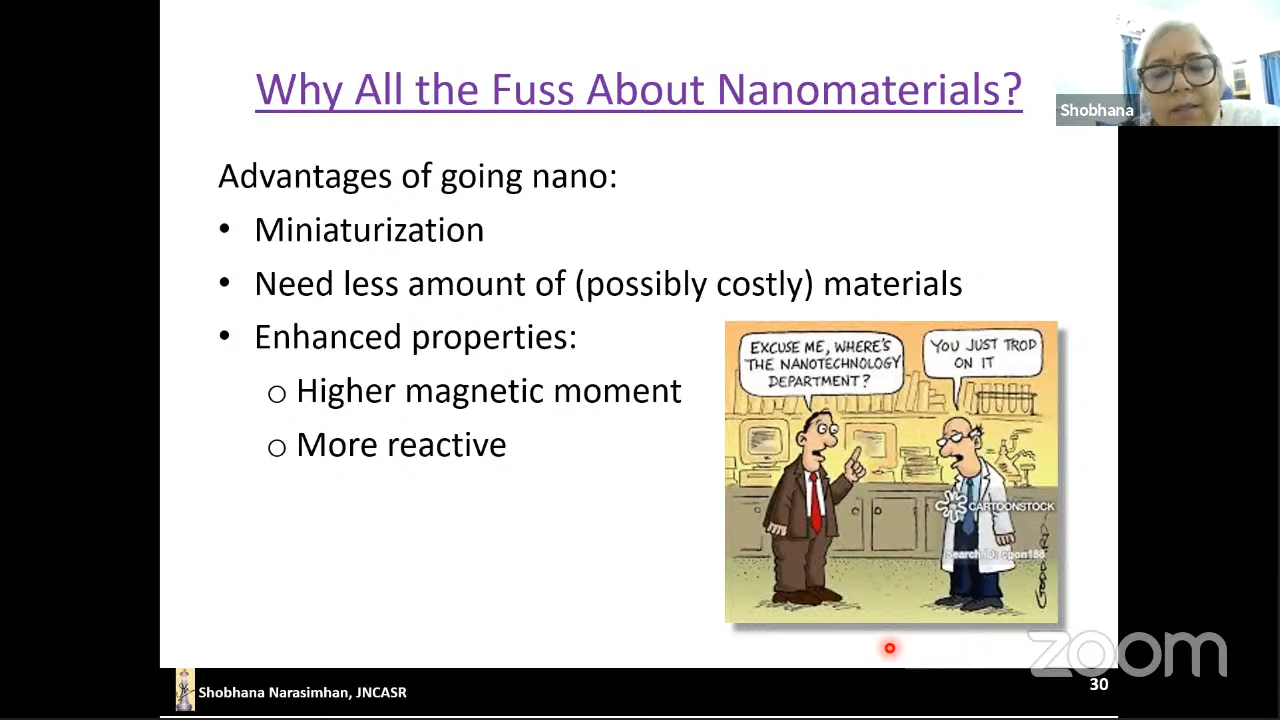 Why All the Fuss About Nanomaterials?
Shobhana
Advantages of going nano:
• Miniaturization
• Need less amount of (possibly costly) materials
• Enhanced properties:
o Higher magnetic moment
o More reactive
EXCUSE ME, WHERE'S
THE NANOTECHNOLOGY
DEPARTMENT?
YOU JUST TROD
ON IT
CARTOONSTOCK
Search ID: cgon188
GODDARD
zoom
Shobhana Narasimhan, JNCASR
30